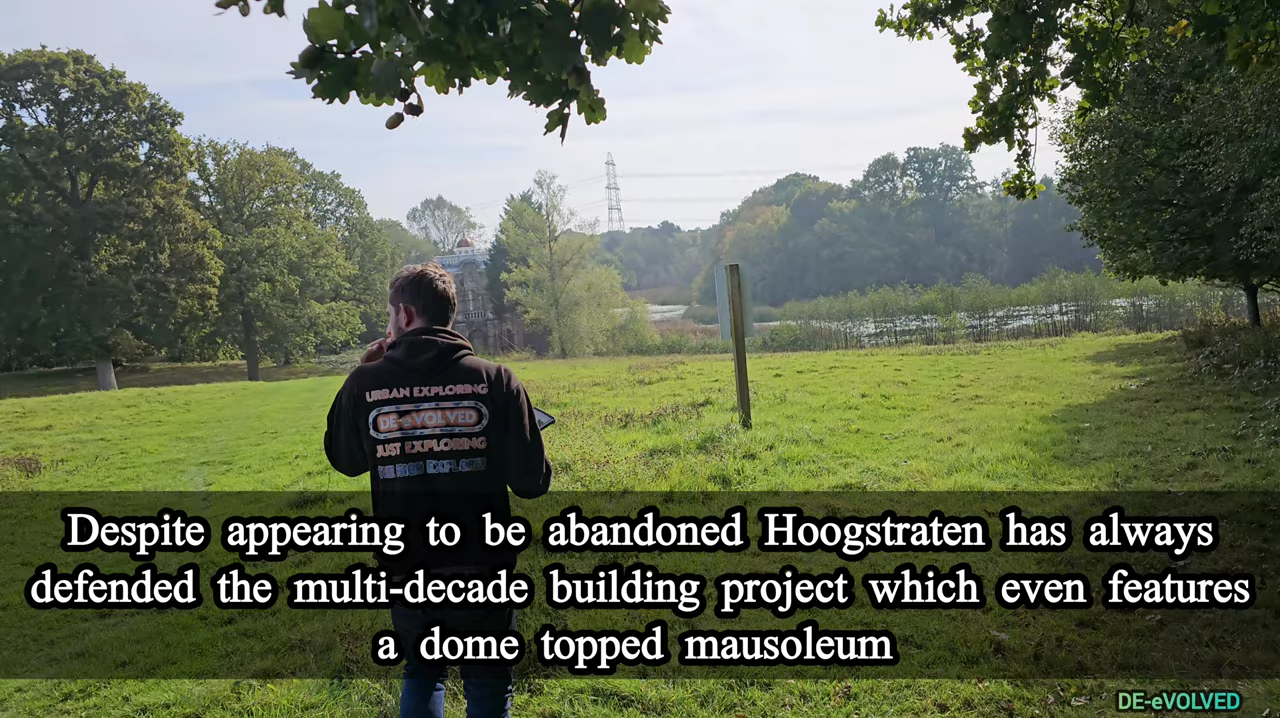 URBAN EXPLORING
DE-eVOLVED
JUST EXPLORING
Despite appearing to be abandoned Hoogstraten has always
defended the multi-decade building project which even features
a dome topped mausoleum
DE-eVOLVED